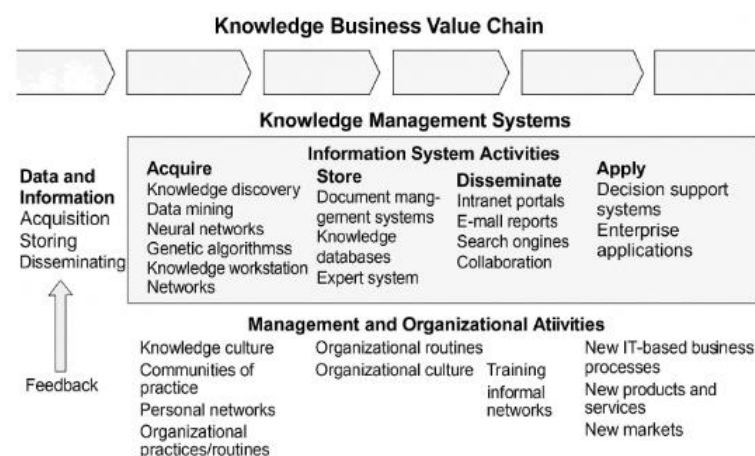 Knowledge Business Value Chain
Knowledge Management Systems
Information System Activities
Data and
Information
Acquisition
Storing
Disseminating
Feedback
Acquire
Knowledge discovery
Data mining
Neural networks
Genetic algorithmss
Knowledge workstation
Networks
Store
Document mang-
gement systems
Knowledge
databases
Expert system
Disseminate
Intranet portals
E-mall reports
Search ongines
Collaboration
Apply
Decision support
systems
Enterprise
applications
Management and Organizational Atiivities
Knowledge culture
Communities of
practice
Personal networks
Organizational
practices/routines
Organizational routines
Organizational culture
Training
informal
networks
New IT-based business
processes
New products and
services
New markets